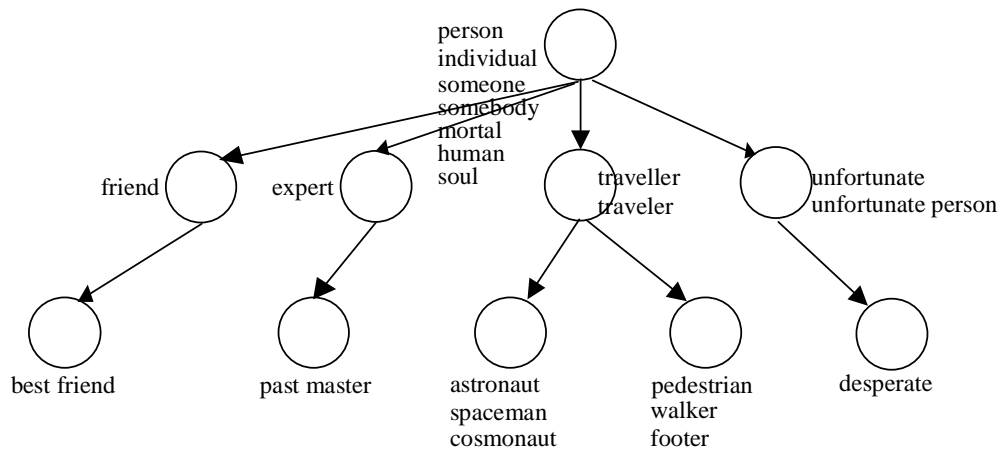 person
individual
someone
somebody
mortal
human
soul
friend
expert
traveller
traveler
unfortunate
unfortunate person
best friend
past master
astronaut
spaceman
cosmonaut
pedestrian
walker
footer
desperate